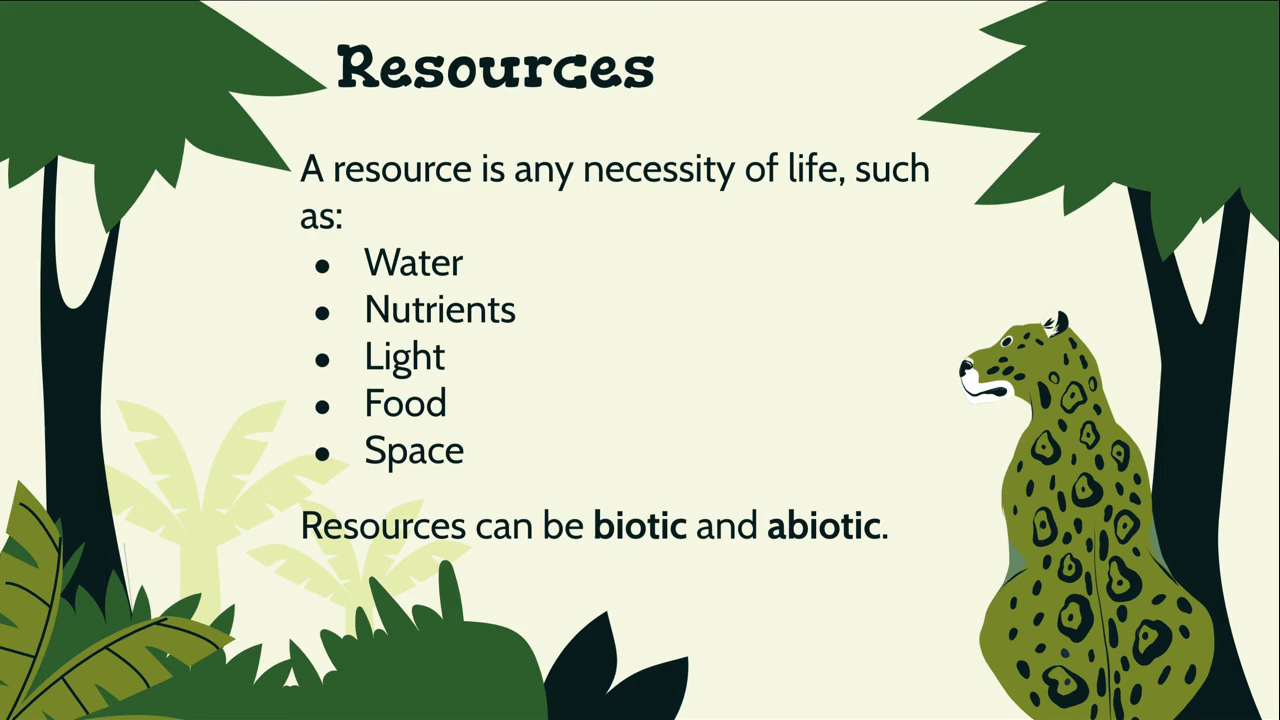 Resources
A resource is any necessity of life, such
as:
● Water
● Nutrients
● Light
● Food
● Space
Resources can be biotic and abiotic.